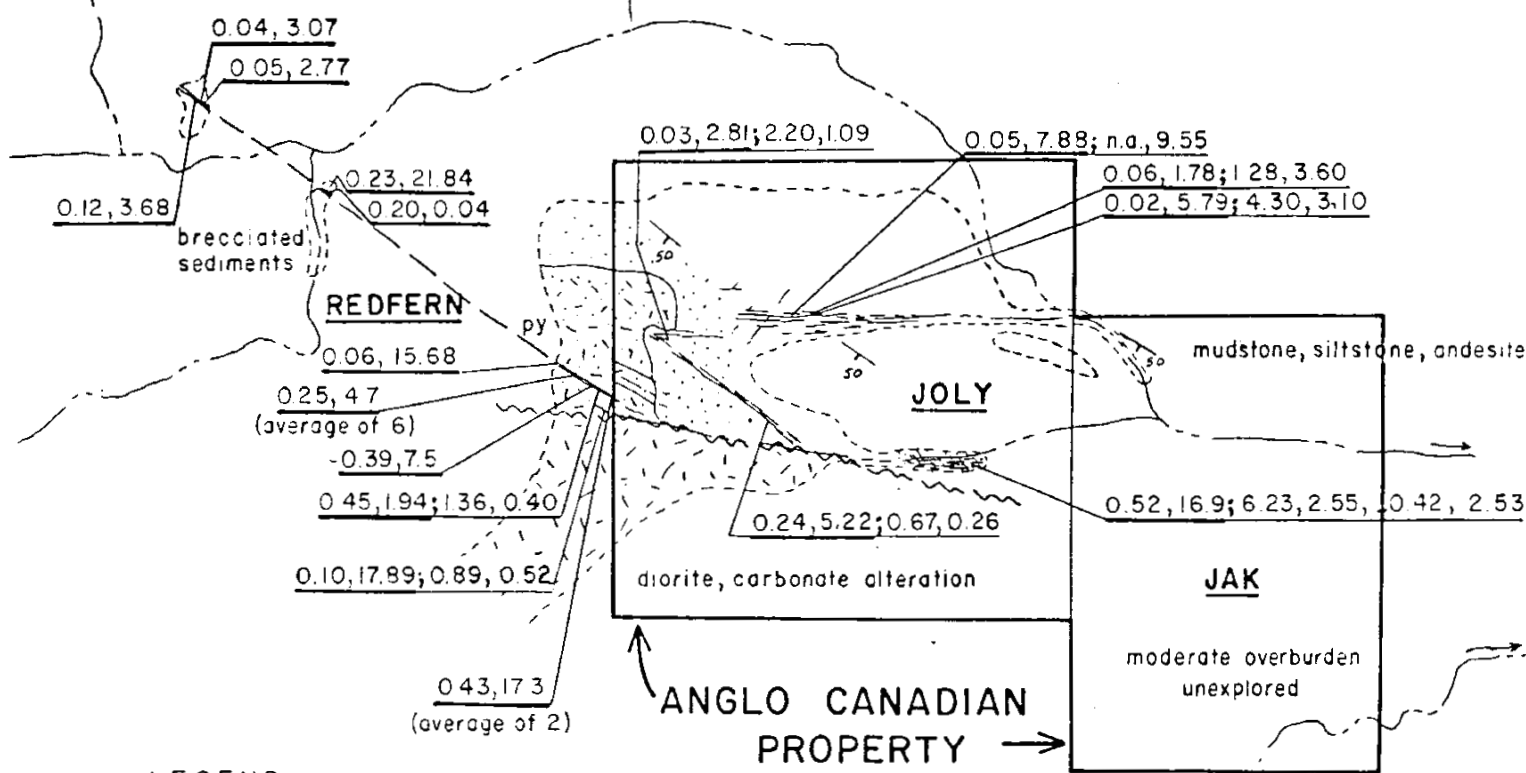 0.04, 3.07
0.05, 2.77
0.03, 2.81; 2.20, 1.09
0.05, 7.88; n.a., 9.55
0.06, 1.78; 1.28, 3.60
0.23, 21.84
0.02, 5.79; 4.30, 3.10
0.12, 3.68
0.20, 0.04
brecciated
sediments
50
REDFERN
py
50
50
mudstone, siltstone, andesite
0.06, 15.68
JOLY
0.25, 4.7
(average of 6)
0.39, 7.5
0.45, 1.94; 1.36, 0.40
0.52, 16.9; 6.23, 2.55, 0.42, 2.53
0.24, 5.22; 0.67, 0.26
0.10, 17.89; 0.89, 0.52
diorite, carbonate alteration
JAK
moderate overburden
unexplored
0.43, 17.3
(average of 2)
ANGLO CANADIAN
PROPERTY